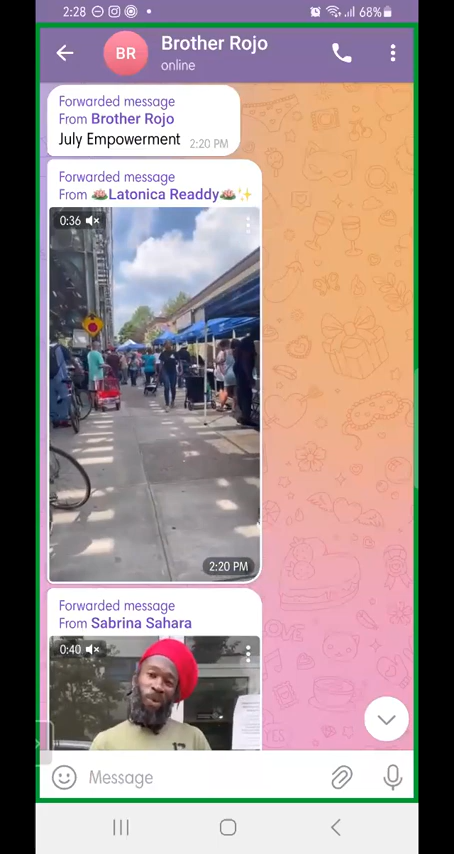 2:28
68%
BR
Brother Rojo
online
Forwarded message
From Brother Rojo
July Empowerment 2:20 PM
Forwarded message
From 🪷Latonica Readdy🪷✨
0:36
2:20 PM
Forwarded message
From Sabrina Sahara
0:40
Message